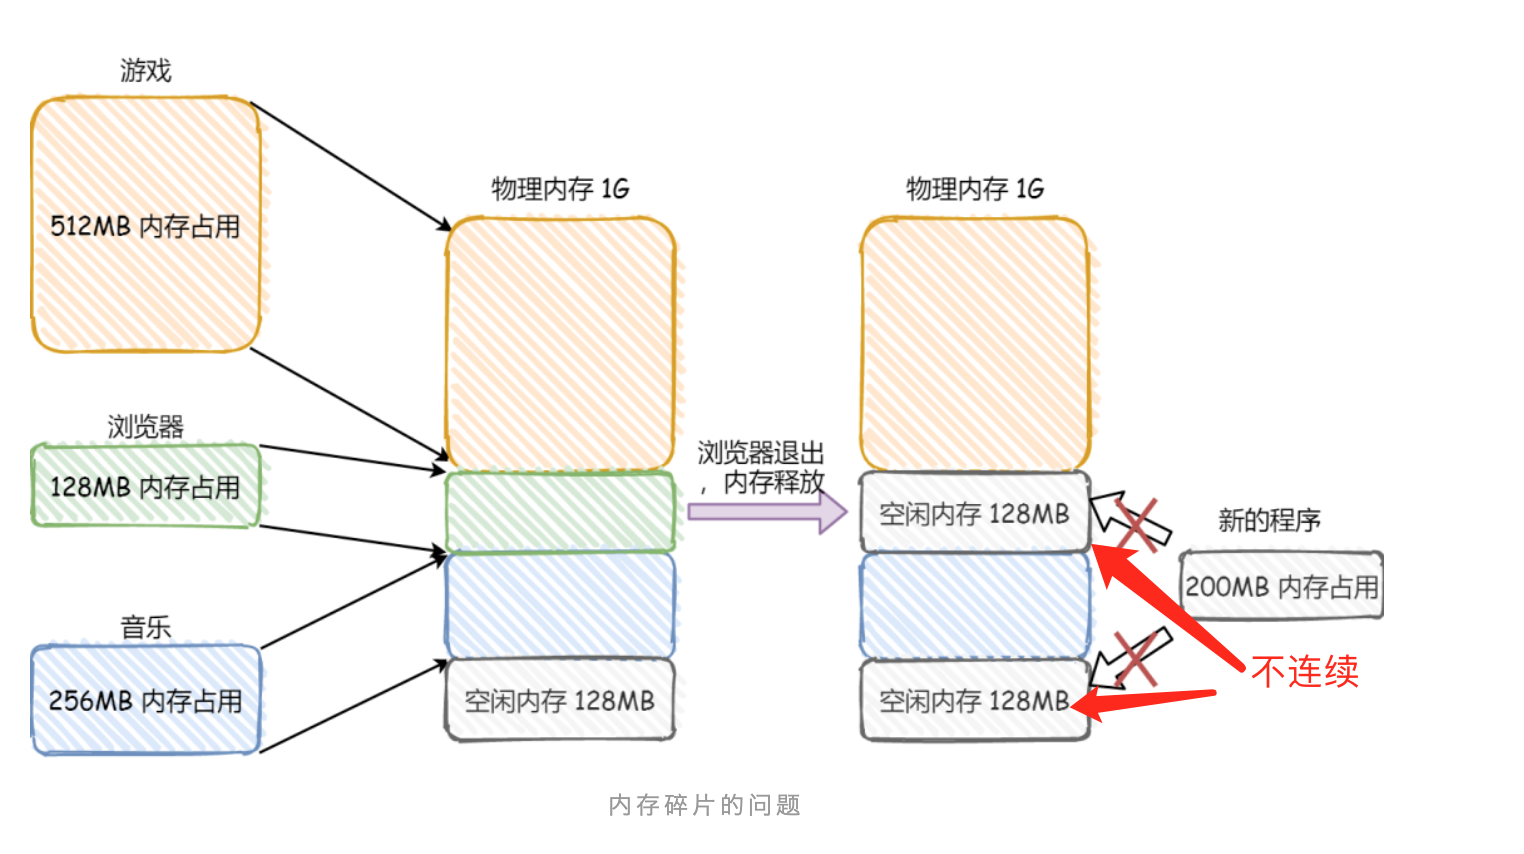 游戏
512MB 内存占用
浏览器
128MB 内存占用
音乐
256MB 内存占用
物理内存 1G
空闲内存 128MB
浏览器退出
，内存释放
物理内存 1G
空闲内存 128MB
空闲内存 128MB
新的程序
200MB 内存占用
不连续
内存碎片的问题